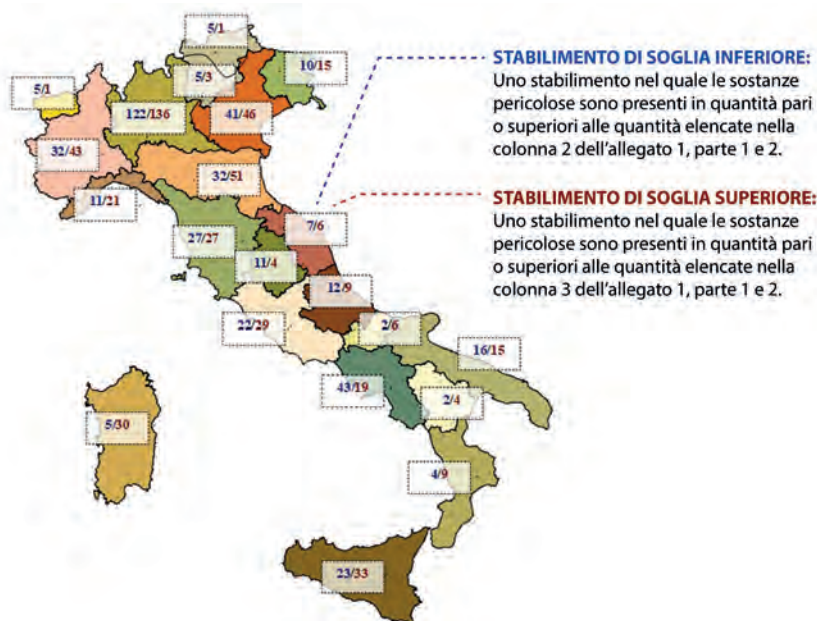 5/1
10/15
5/3
5/1
122/136
41/46
32/43
32/51
11/21
7/6
27/27
11/4
12/9
22/29
2/6
16/15
43/19
2/4
5/30
4/9
23/33
STABILIMENTO DI SOGLIA INFERIORE:
Uno stabilimento nel quale le sostanze
pericolose sono presenti in quantità pari
o superiori alle quantità elencate nella
colonna 2 dell'allegato 1, parte 1 e 2.
STABILIMENTO DI SOGLIA SUPERIORE:
Uno stabilimento nel quale le sostanze
pericolose sono presenti in quantità pari
o superiori alle quantità elencate nella
colonna 3 dell'allegato 1, parte 1 e 2.